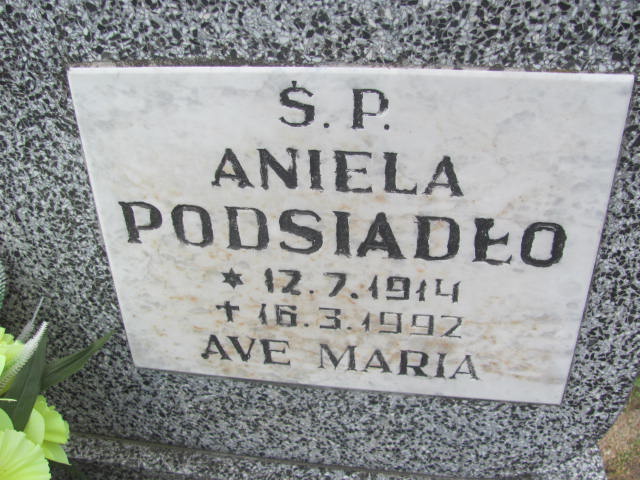 Ś. P.
ANIELA
PODSIADŁO
* 12.7.1914
✝ 16.3.1992
AVE MARIA